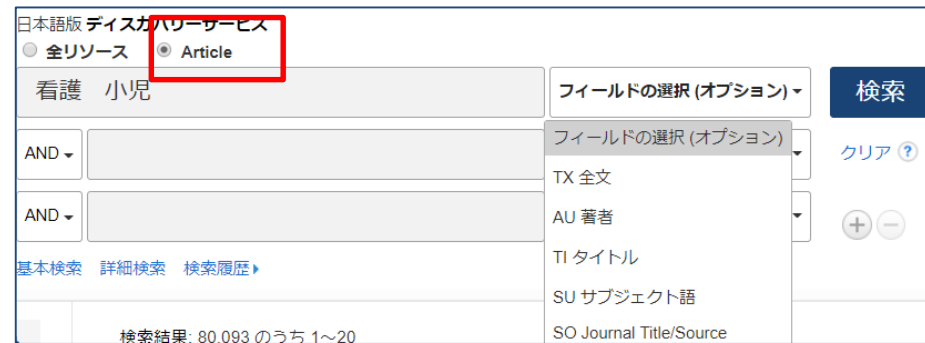 日本語版 ディスカバリーサービス
全リソース Article
看護 小児 フィールドの選択 (オプション) 検索
AND フィールドの選択 (オプション) クリア ?
TX 全文
AND AU 著者
TI タイトル
基本検索 詳細検索 検索履歴
SU サブジェクト語
検索結果: 80,093 のうち 1~20 SO Journal Title/Source